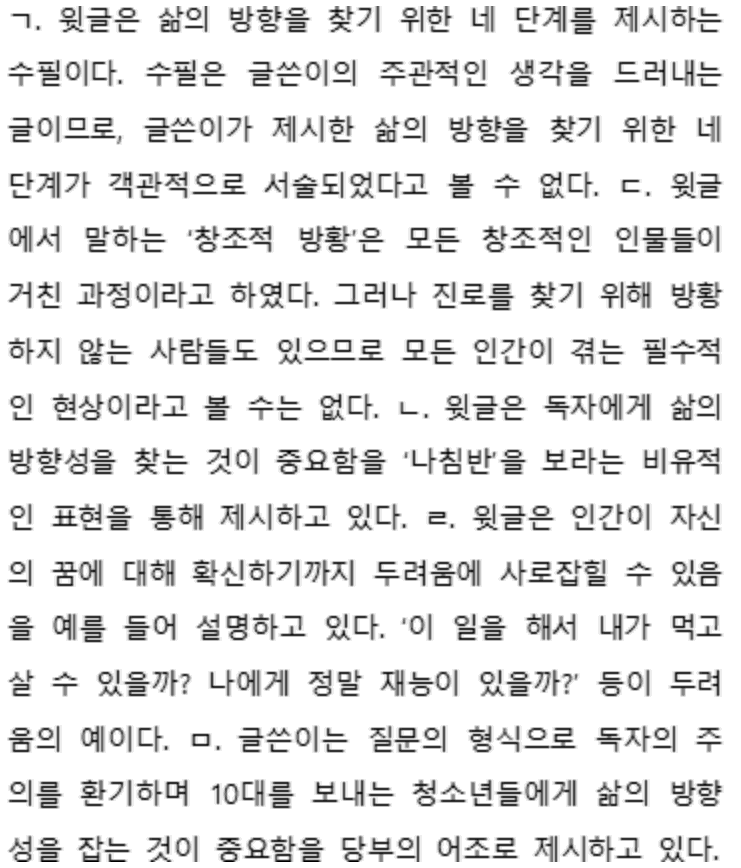 ㄱ. 윗글은 삶의 방향을 찾기 위한 네 단계를 제시하는
수필이다. 수필은 글쓴이의 주관적인 생각을 드러내는
글이므로, 글쓴이가 제시한 삶의 방향을 찾기 위한 네
단계가 객관적으로 서술되었다고 볼 수 없다. ㄷ. 윗글
에서 말하는 ‘창조적 방황’은 모든 창조적인 인물들이
거친 과정이라고 하였다. 그러나 진로를 찾기 위해 방황
하지 않는 사람들도 있으므로 모든 인간이 겪는 필수적
인 현상이라고 볼 수는 없다. ㄴ. 윗글은 독자에게 삶의
방향성을 찾는 것이 중요함을 ‘나침반’을 보라는 비유적
인 표현을 통해 제시하고 있다. ㄹ. 윗글은 인간이 자신
의 꿈에 대해 확신하기까지 두려움에 사로잡힐 수 있음
을 예를 들어 설명하고 있다. ‘이 일을 해서 내가 먹고
살 수 있을까? 나에게 정말 재능이 있을까?’ 등이 두려
움의 예이다. ㅁ. 글쓴이는 질문의 형식으로 독자의 주
의를 환기하며 10대를 보내는 청소년들에게 삶의 방향
성을 잡는 것이 중요함을 당부의 어조로 제시하고 있다.